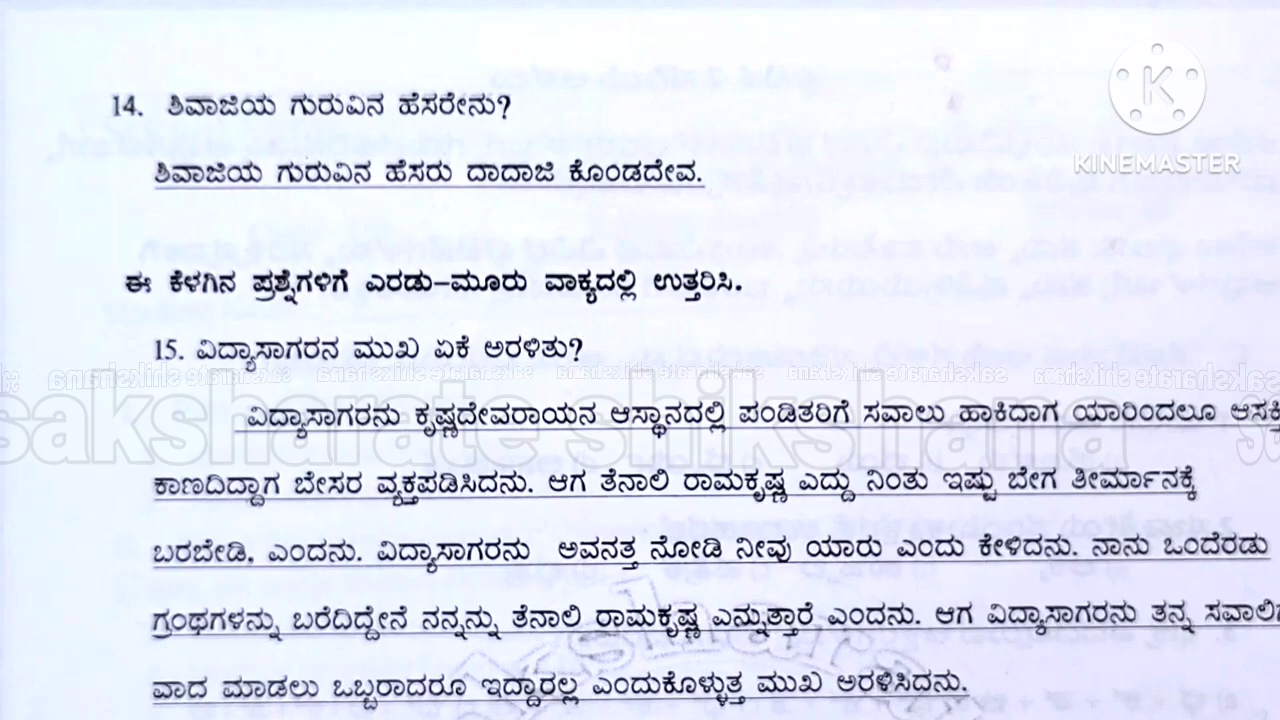 KINEMASTER
14. ಶಿವಾಜಿಯ ಗುರುವಿನ ಹೆಸರೇನು?
ಶಿವಾಜಿಯ ಗುರುವಿನ ಹೆಸರು ದಾದಾಜಿ ಕೊಂಡದೇವ.
ಈ ಕೆಳಗಿನ ಪ್ರಶ್ನೆಗಳಿಗೆ ಎರಡು-ಮೂರು ವಾಕ್ಯದಲ್ಲಿ ಉತ್ತರಿಸಿ.
15. ವಿದ್ಯಾಸಾಗರನ ಮುಖ ಏಕೆ ಅರಳಿತು?
saksharate shikshana
ವಿದ್ಯಾಸಾಗರನು ಕೃಷ್ಣದೇವರಾಯನ ಆಸ್ಥಾನದಲ್ಲಿ ಪಂಡಿತರಿಗೆ ಸವಾಲು ಹಾಕಿದಾಗ ಯಾರಿಂದಲೂ
ಕಾಣದಿದ್ದಾಗ ಬೇಸರ ವ್ಯಕ್ತಪಡಿಸಿದನು. ಆಗ ತೆನಾಲಿ ರಾಮಕೃಷ್ಣ ಎದ್ದು ನಿಂತು ಇಷ್ಟು ಬೇಗ ತೀರ್ಮಾನಕ್ಕೆ
ಬರಬೇಡಿ, ಎಂದನು. ವಿದ್ಯಾಸಾಗರನು ಅವನತ್ತ ನೋಡಿ ನೀವು ಯಾರು ಎಂದು ಕೇಳಿದನು. ನಾನು ಒಂದೆರಡು
ಗ್ರಂಥಗಳನ್ನು ಬರೆದಿದ್ದೇನೆ ನನ್ನನ್ನು ತೆನಾಲಿ ರಾಮಕೃಷ್ಣ ಎನ್ನುತ್ತಾರೆ ಎಂದನು. ಆಗ ವಿದ್ಯಾಸಾಗರನು ತನ್ನ
ವಾದ ಮಾಡಲು ಒಬ್ಬರಾದರೂ ಇದ್ದಾರಲ್ಲ ಎಂದುಕೊಳ್ಳುತ್ತ ಮುಖ ಅರಳಿಸಿದನು.